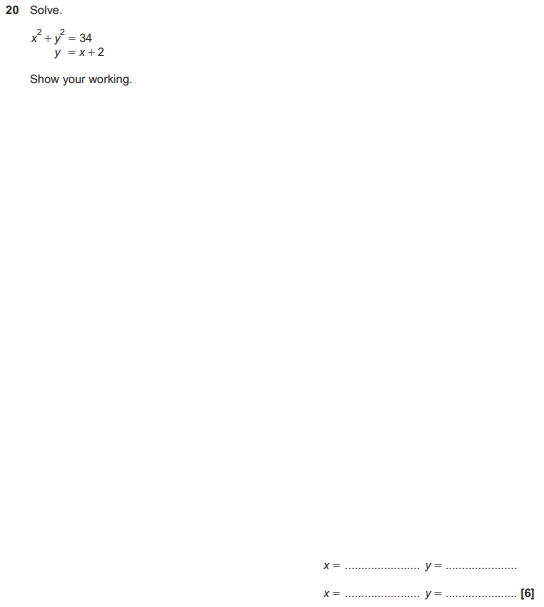 20 Solve.
x² + y² = 34
y = x + 2
Show your working.
x = ....................... y = ......................
x = ....................... y = ...................... [6]